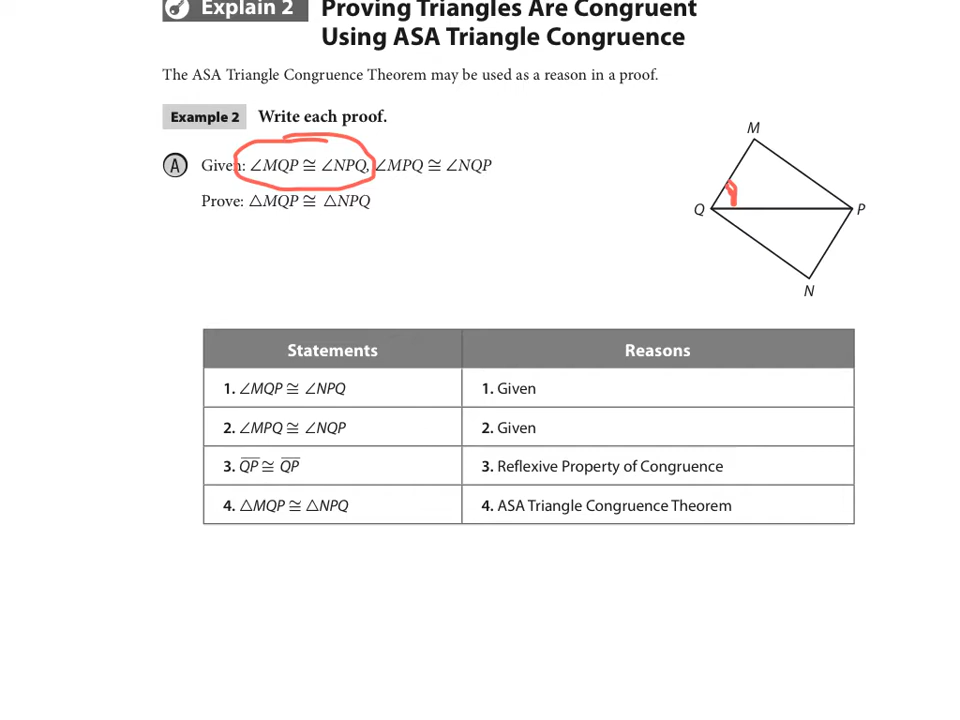 Explain 2 Proving Triangles Are Congruent
Using ASA Triangle Congruence
The ASA Triangle Congruence Theorem may be used as a reason in a proof.
Example 2 Write each proof.
A Given: ∠MQP ≅ ∠NPQ, ∠MPQ ≅ ∠NQP
Prove: △MQP ≅ △NPQ
M
Q
P
N
Statements Reasons
1. ∠MQP ≅ ∠NPQ 1. Given
2. ∠MPQ ≅ ∠NQP 2. Given
3. Q̅P̅ ≅ Q̅P̅ 3. Reflexive Property of Congruence
4. △MQP ≅ △NPQ 4. ASA Triangle Congruence Theorem